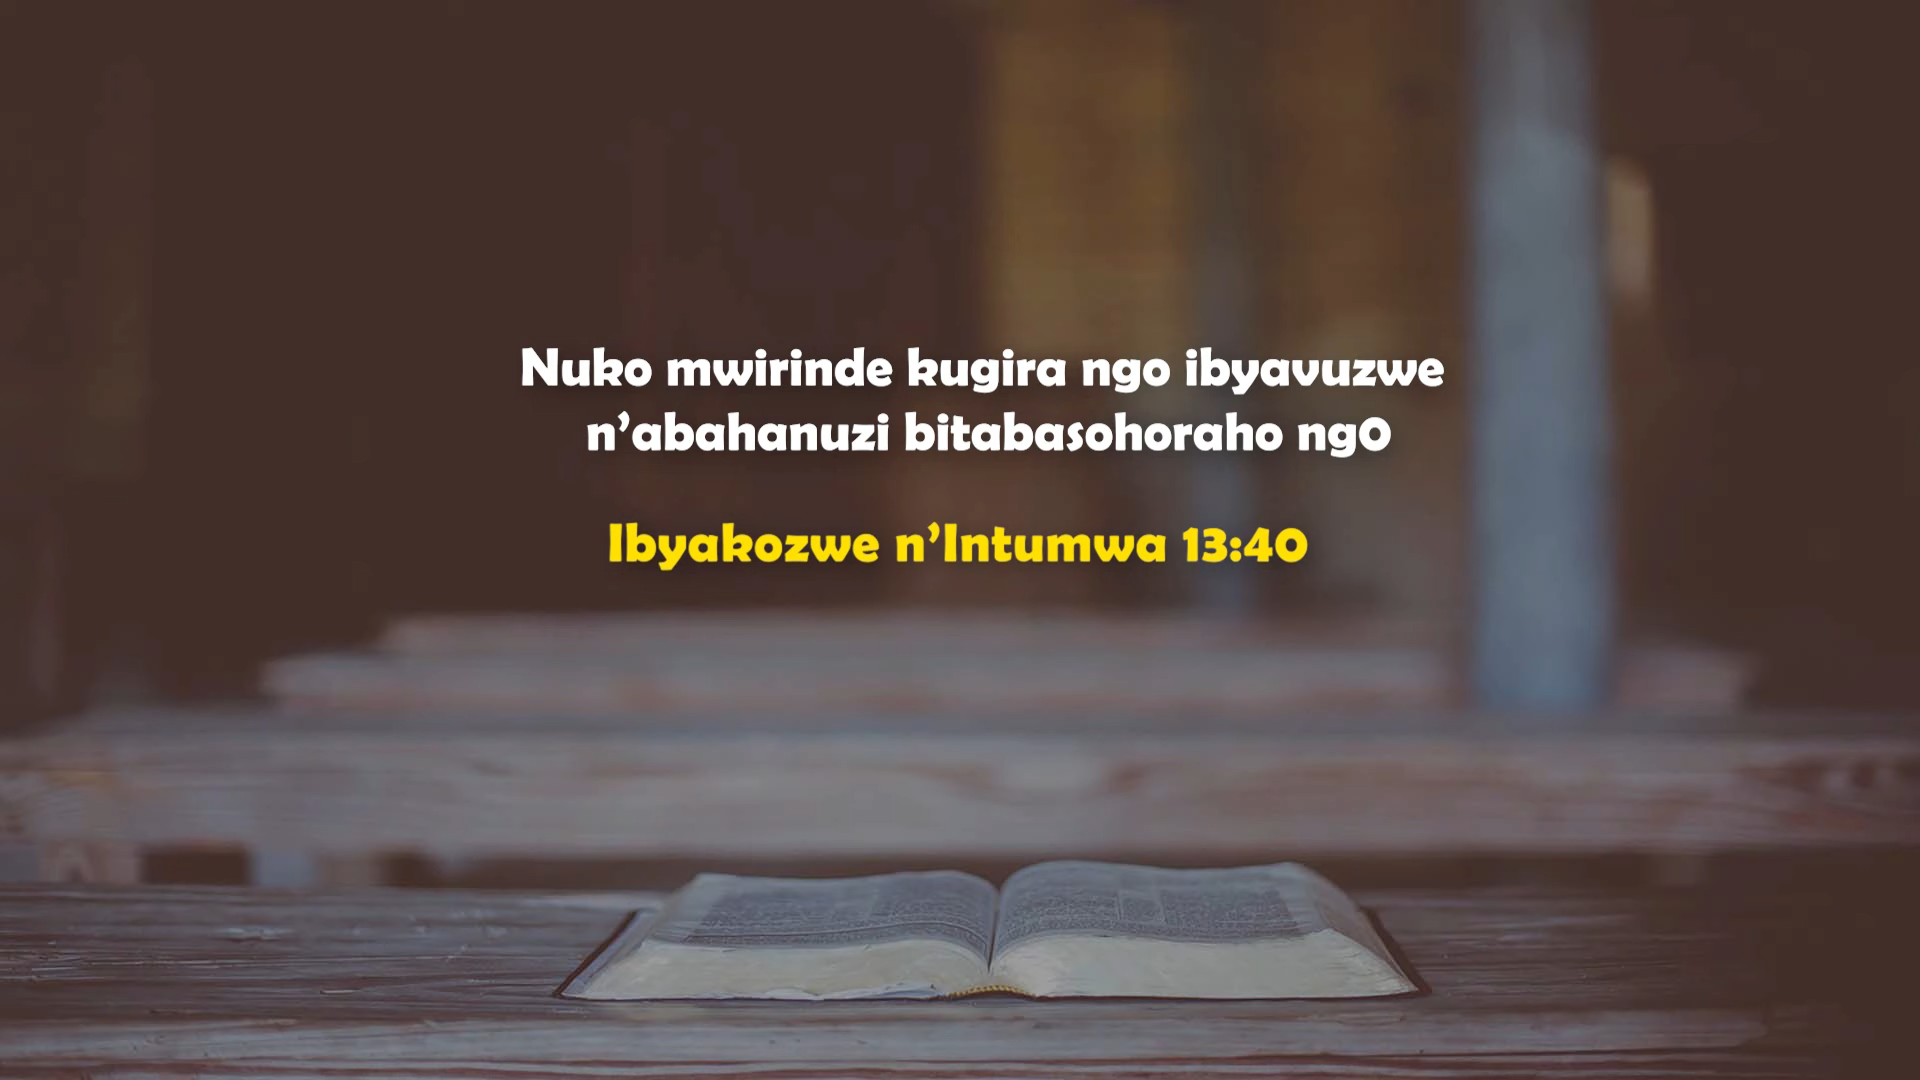 Nuko mwirinde kugira ngo ibyavuzwe
n’abahanuzi bitabasohoraho ng0
Ibyakozwe n’Intumwa 13:40